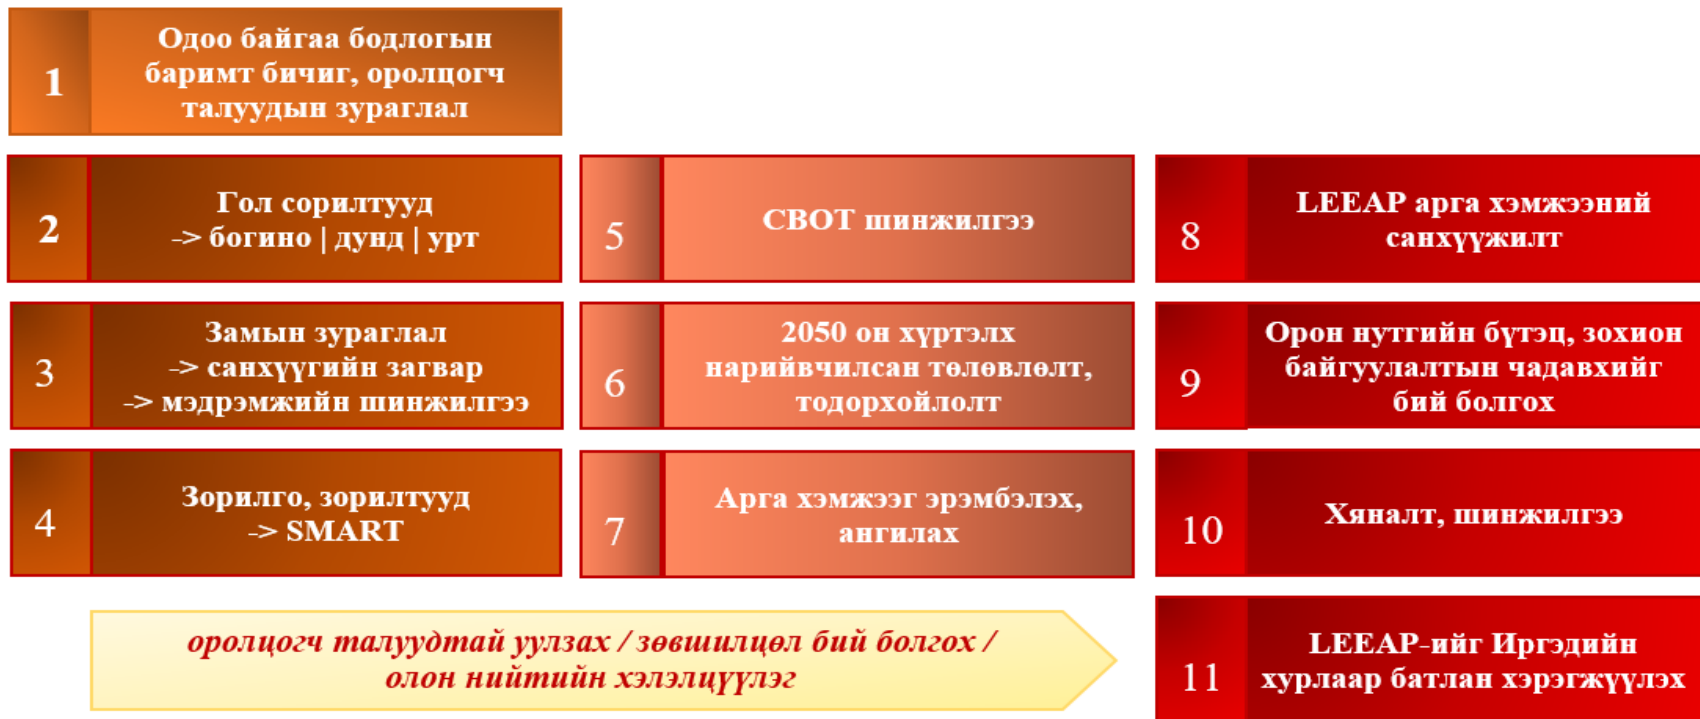 1
Одоо байгаа бодлогын
баримт бичиг, оролцогч
талуудын зураглал
2
Гол сорилтууд
-> богино | дунд | урт
3
Замын зураглал
-> санхүүгийн загвар
-> мэдрэмжийн шинжилгээ
4
Зорилго, зорилтууд
-> SMART
5
СВОТ шинжилгээ
6
2050 он хүртэлх
нарийвчилсан төлөвлөлт,
тодорхойлолт
7
Арга хэмжээг эрэмбэлэх,
ангилах
8
LEEAP арга хэмжээний
санхүүжилт
9
Орон нутгийн бүтэц, зохион
байгуулалтын чадавхийг
бий болгох
10
Хяналт, шинжилгээ
11
LEEAP-ийг Иргэдийн
хурлаар батлан хэрэгжүүлэх
оролцогч талуудтай уулзах / зөвшилцөл бий болгох /
олон нийтийн хэлэлцүүлэг